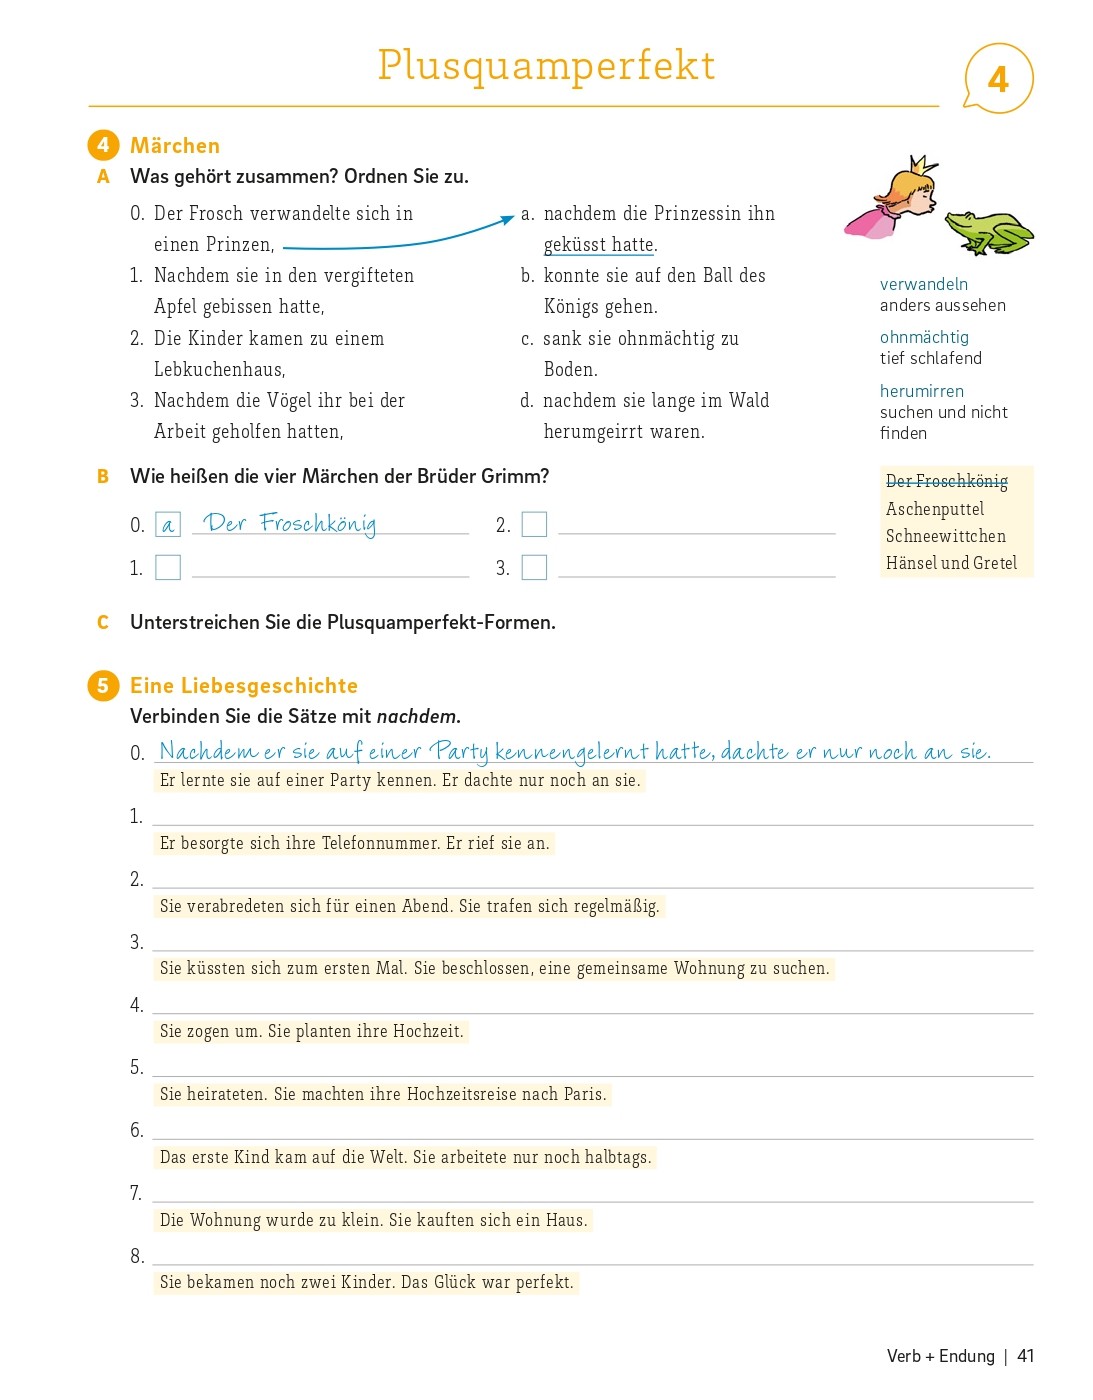 Plusquamperfekt
4
4 Märchen
A Was gehört zusammen? Ordnen Sie zu.
0. Der Frosch verwandelte sich in
einen Prinzen,
1. Nachdem sie in den vergifteten
Apfel gebissen hatte,
2. Die Kinder kamen zu einem
Lebkuchenhaus,
3. Nachdem die Vögel ihr bei der
Arbeit geholfen hatten,
a. nachdem die Prinzessin ihn
geküsst hatte.
b. konnte sie auf den Ball des
Königs gehen.
c. sank sie ohnmächtig zu
Boden.
d. nachdem sie lange im Wald
herumgeirrt waren.
verwandeln
anders aussehen
ohnmächtig
tief schlafend
herumirren
suchen und nicht
finden
B Wie heißen die vier Märchen der Brüder Grimm?
0. a Der Froschkönig
1.
2.
3.
Der Froschkönig
Aschenputtel
Schneewittchen
Hänsel und Gretel
C Unterstreichen Sie die Plusquamperfekt-Formen.
5 Eine Liebesgeschichte
Verbinden Sie die Sätze mit nachdem.
0. Nachdem er sie auf einer Party kennengelernt hatte, dachte er nur noch an sie.
Er lernte sie auf einer Party kennen. Er dachte nur noch an sie.
1.
Er besorgte sich ihre Telefonnummer. Er rief sie an.
2.
Sie verabredeten sich für einen Abend. Sie trafen sich regelmäßig.
3.
Sie küssten sich zum ersten Mal. Sie beschlossen, eine gemeinsame Wohnung zu suchen.
4.
Sie zogen um. Sie planten ihre Hochzeit.
5.
Sie heirateten. Sie machten ihre Hochzeitsreise nach Paris.
6.
Das erste Kind kam auf die Welt. Sie arbeitete nur noch halbtags.
7.
Die Wohnung wurde zu klein. Sie kauften sich ein Haus.
8.
Sie bekamen noch zwei Kinder. Das Glück war perfekt.
Verb + Endung | 41